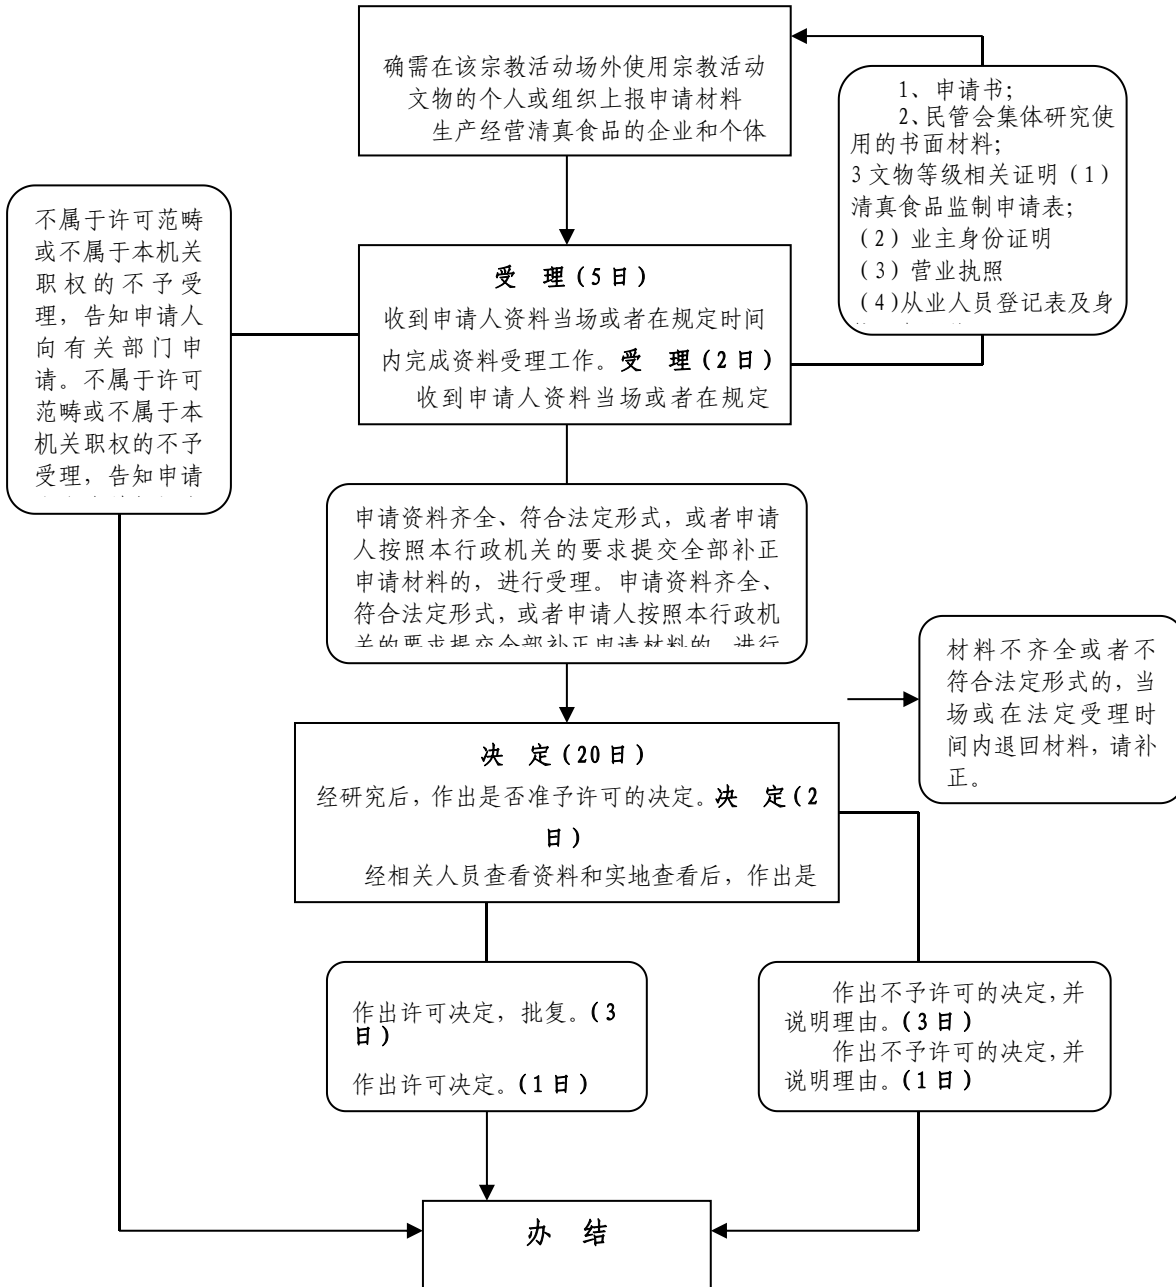 确需在该宗教活动场外使用宗教活动
文物的个人或组织上报申请材料
生产经营清真食品的企业和个体
1、申请书；
2、民管会集体研究使
用的书面材料；
3文物等级相关证明（1）
清真食品监制申请表；
（2）业主身份证明
（3）营业执照
（4）从业人员登记表及身
不属于许可范畴
或不属于本机关
职权的不予受
理，告知申请人
向有关部门申
请。不属于许可
范畴或不属于本
机关职权的不予
受理，告知申请
受 理（5日）
收到申请人资料当场或者在规定时间
内完成资料受理工作。受 理（2日）
收到申请人资料当场或者在规定
申请资料齐全、符合法定形式，或者申请
人按照本行政机关的要求提交全部补正
申请材料的，进行受理。申请资料齐全、
符合法定形式，或者申请人按照本行政机
关的要求提交全部补正申请材料的，进行
材料不齐全或者不
符合法定形式的，当
场或在法定受理时
间内退回材料，请补
正。
决 定（20日）
经研究后，作出是否准予许可的决定。决 定（2
日）
经相关人员查看资料和实地查看后，作出是
作出许可决定，批复。（3
日）
作出许可决定。（1日）
作出不予许可的决定，并
说明理由。（3日）
作出不予许可的决定，并
说明理由。（1日）
办 结